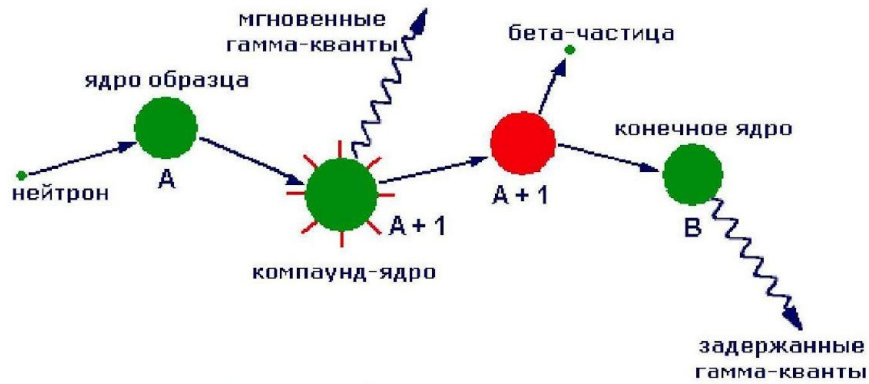 мгновенные
гамма-кванты
бета-частица
ядро образца
конечное ядро
A
нейтрон
A + 1
A + 1
B
компаунд-ядро
задержанные
гамма-кванты